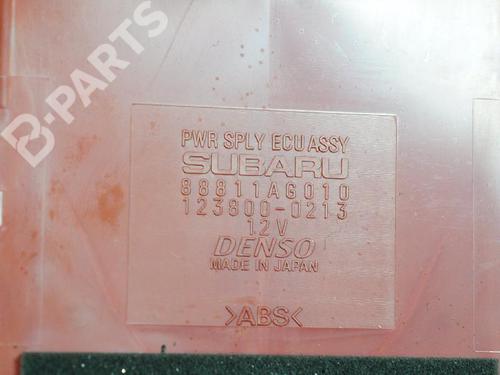 B-PARTS
PWR SPLY ECU ASSY
SUBARU
88811AG010
123800-0213
12V
DENSO
MADE IN JAPAN
>ABS<